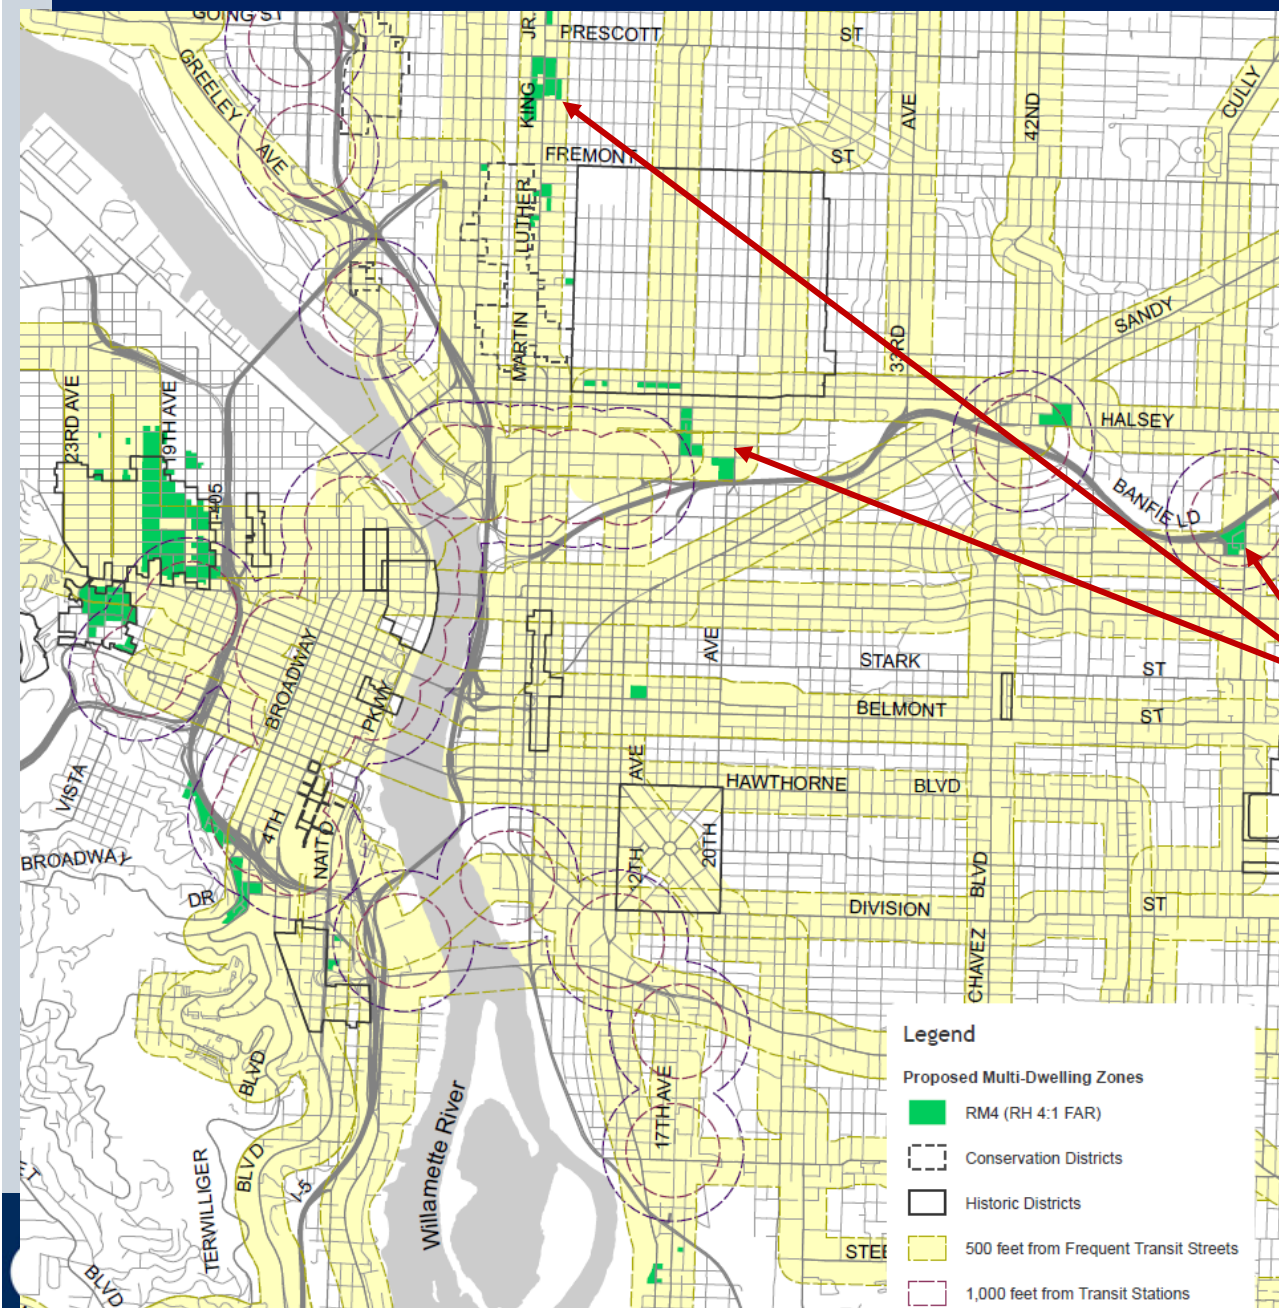 GOING ST
JR.
PRESCOTT
ST
GREELEY
AVE
KING
AVE
42ND
CULLY
FREMONT
ST
LUTHER
MARTIN
33RD
SANDY
23RD AVE
19TH AVE
HALSEY
I-405
BANFIELD
BROADWAY
PKWY
AVE
STARK
ST
BELMONT
ST
VISTA
AVE
HAWTHORNE
BLVD
4TH
NAITO
BROADWAY
DR
12TH
20TH
BLVD
DIVISION
ST
CHAVEZ
BLVD
Willamette River
17TH AVE
TERWILLIGER
BLVD
I-5
BLVD
Legend
Proposed Multi-Dwelling Zones
RM4 (RH 4:1 FAR)
Conservation Districts
Historic Districts
500 feet from Frequent Transit Streets
1,000 feet from Transit Stations